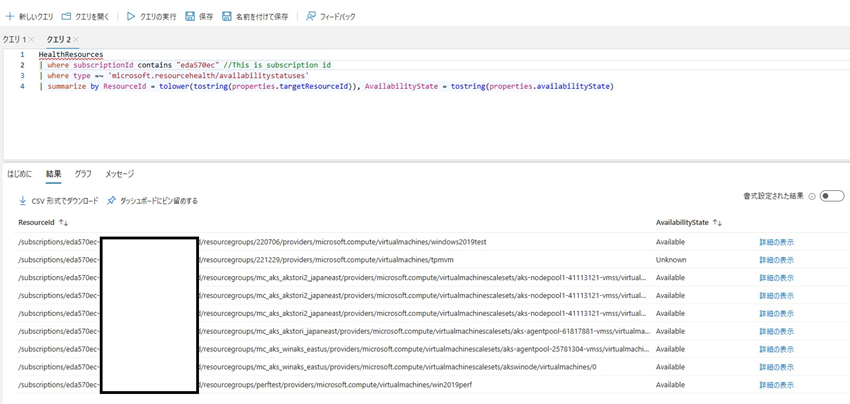 新しいクエリ クエリを開く クエリの実行 保存 名前を付けて保存 フィードバック
クエリ 1 クエリ 2
1 HealthResources
2 | where subscriptionId contains "eda570ec" //This is subscription id
3 | where type =~ 'microsoft.resourcehealth/availabilitystatuses'
4 | summarize by ResourceId = tolower(tostring(properties.targetResourceId)), AvailabilityState = tostring(properties.availabilityState)
はじめに 結果 グラフ メッセージ
CSV 形式でダウンロード ダッシュボードにピン留めする 書式設定された結果
ResourceId AvailabilityState
/subscriptions/eda570ec- d/resourcegroups/220706/providers/microsoft.compute/virtualmachines/windows2019test Available 詳細の表示
/subscriptions/eda570ec- d/resourcegroups/221229/providers/microsoft.compute/virtualmachines/tpmvm Unknown 詳細の表示
/subscriptions/eda570ec- d/resourcegroups/mc_aks_akstori2_japaneast/providers/microsoft.compute/virtualmachinescalesets/aks-nodepool1-41113121-vmss/virtual... Available 詳細の表示
/subscriptions/eda570ec- d/resourcegroups/mc_aks_akstori2_japaneast/providers/microsoft.compute/virtualmachinescalesets/aks-nodepool1-41113121-vmss/virtual... Available 詳細の表示
/subscriptions/eda570ec- d/resourcegroups/mc_aks_akstori2_japaneast/providers/microsoft.compute/virtualmachinescalesets/aks-nodepool1-41113121-vmss/virtual... Available 詳細の表示
/subscriptions/eda570ec- d/resourcegroups/mc_aks_akstori_japaneast/providers/microsoft.compute/virtualmachinescalesets/aks-agentpool-61817881-vmss/virtualma... Available 詳細の表示
/subscriptions/eda570ec- d/resourcegroups/mc_aks_winaks_eastus/providers/microsoft.compute/virtualmachinescalesets/aks-agentpool-25781304-vmss/virtualmachi... Available 詳細の表示
/subscriptions/eda570ec- d/resourcegroups/mc_aks_winaks_eastus/providers/microsoft.compute/virtualmachinescalesets/akswinode/virtualmachines/0 Available 詳細の表示
/subscriptions/eda570ec- d/resourcegroups/perftest/providers/microsoft.compute/virtualmachines/win2019perf Available 詳細の表示